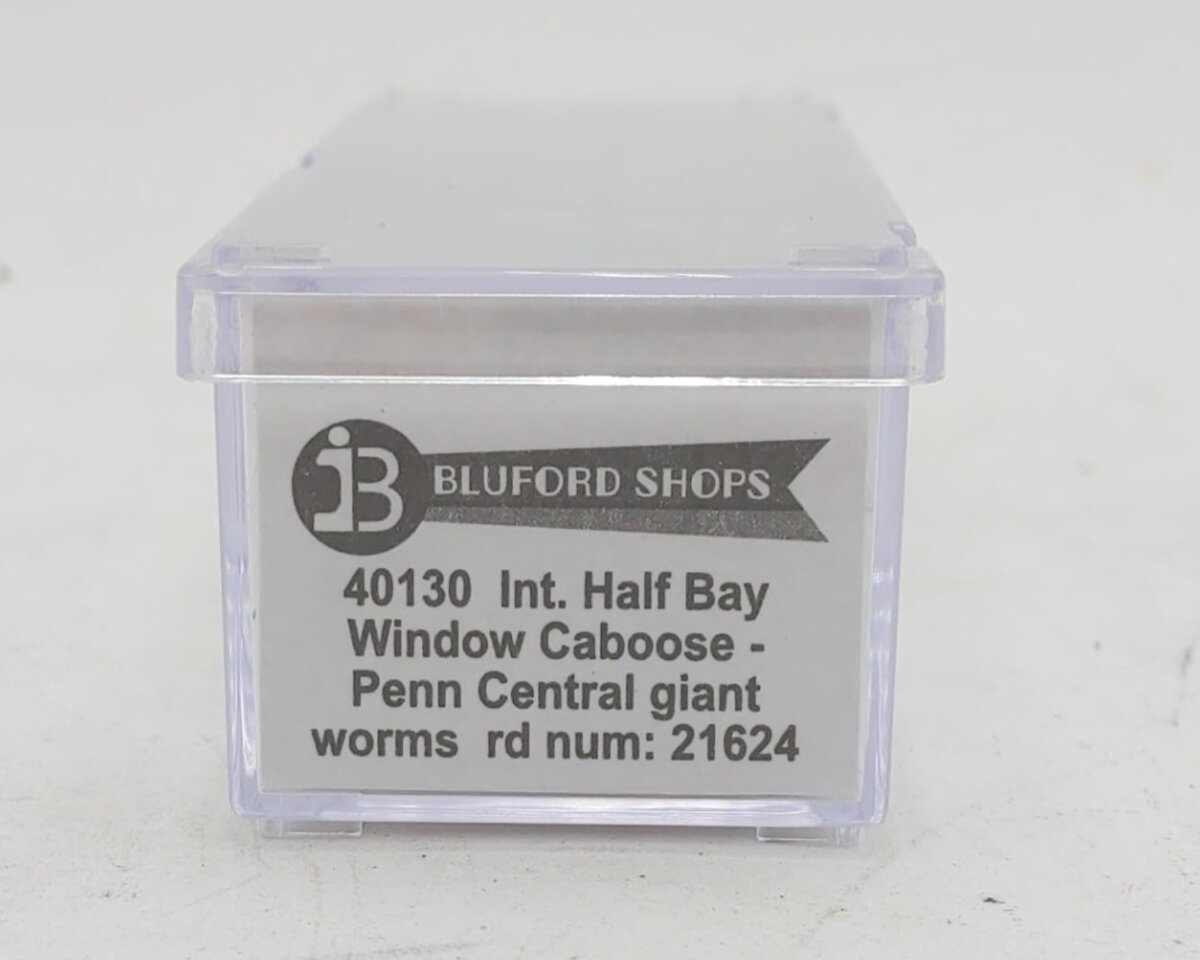 BLUFORD SHOPS
40130 Int. Half Bay
Window Caboose -
Penn Central giant
worms rd num: 21624